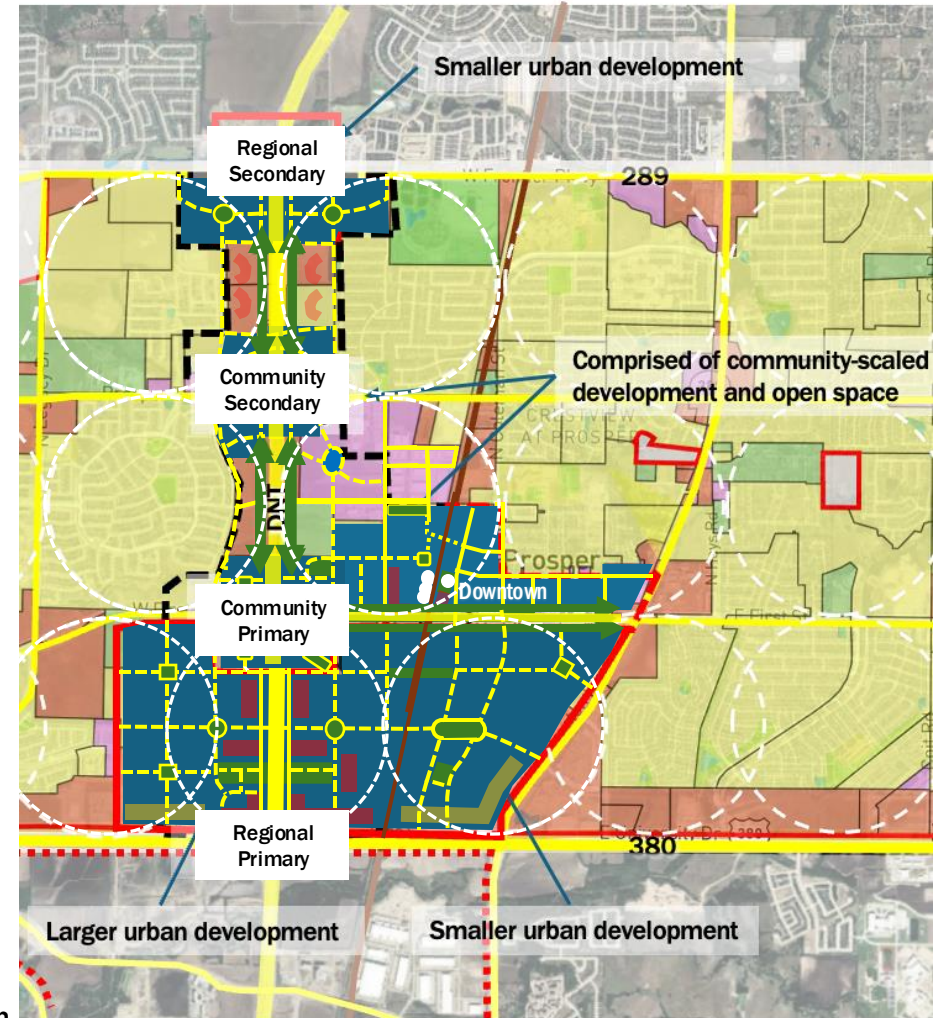 Smaller urban development
Regional
Secondary
289
Community
Secondary
Comprised of community-scaled
development and open space
CRESTVIEW
AT PROSPER
DNT
Prosper
Downtown
Community
Primary
E First
Regional
Primary
380
Larger urban development
Smaller urban development